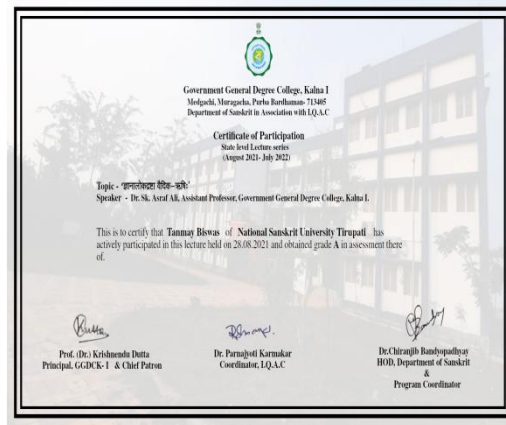 Government General Degree College, Kalna I
Medgachi, Muragacha, Purba Bardhaman- 713405
Department of Sanskrit in Association with I.Q.A.C
Certificate of Participation
State level Lecture series
(August 2021- July 2022)
Topic - 'ज्ञानालोकद्रष्टा वैदिक-ऋषिः'
Speaker - Dr. Sk. Asraf Ali, Assistant Professor, Government General Degree College, Kalna I.
This is to certify that Tanmay Biswas of National Sanskrit University Tirupati has
actively participated in this lecture held on 28.08.2021 and obtained grade A in assessment there
of.
Prof. (Dr.) Krishnendu Dutta
Principal, GGDCK- I & Chief Patron
Dr. Parnajyoti Karmakar
Coordinator, I.Q.A.C
Dr.Chiranjib Bandyopadhyay
HOD, Department of Sanskrit
&
Program Coordinator